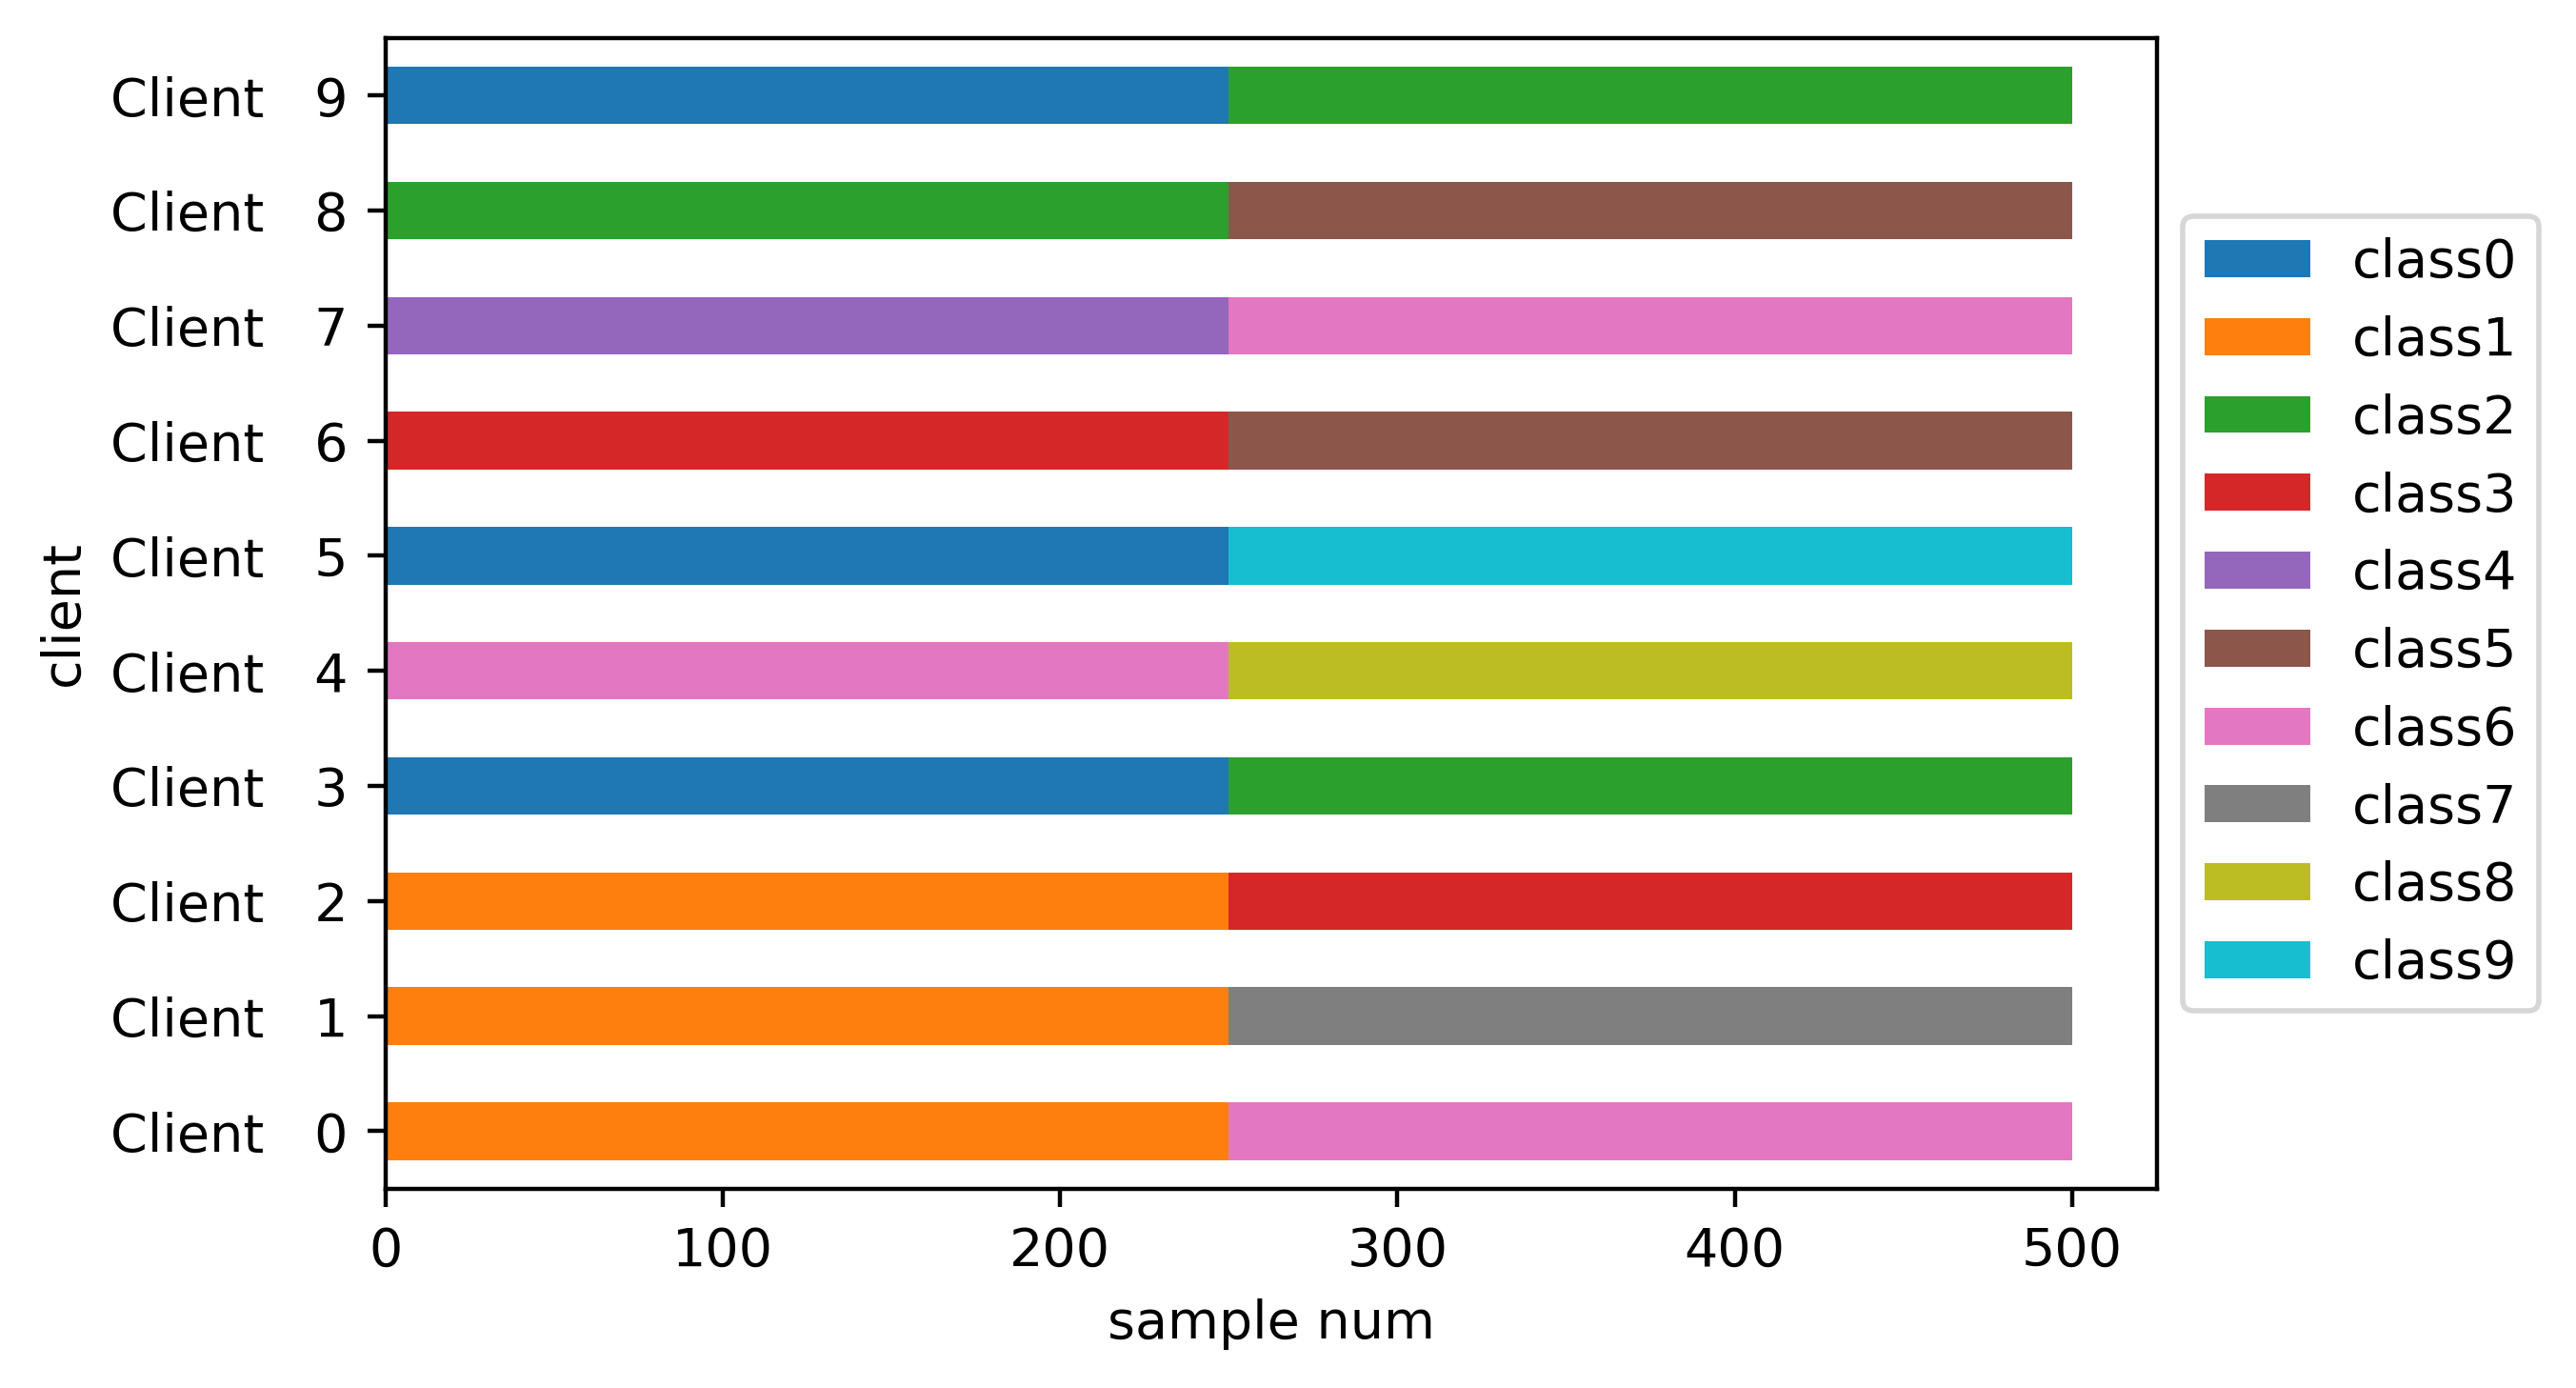 Client 9
Client 8
Client 7
Client 6
Client 5
Client 4
Client 3
Client 2
Client 1
Client 0
client
0 100 200 300 400 500
sample num
class0
class1
class2
class3
class4
class5
class6
class7
class8
class9